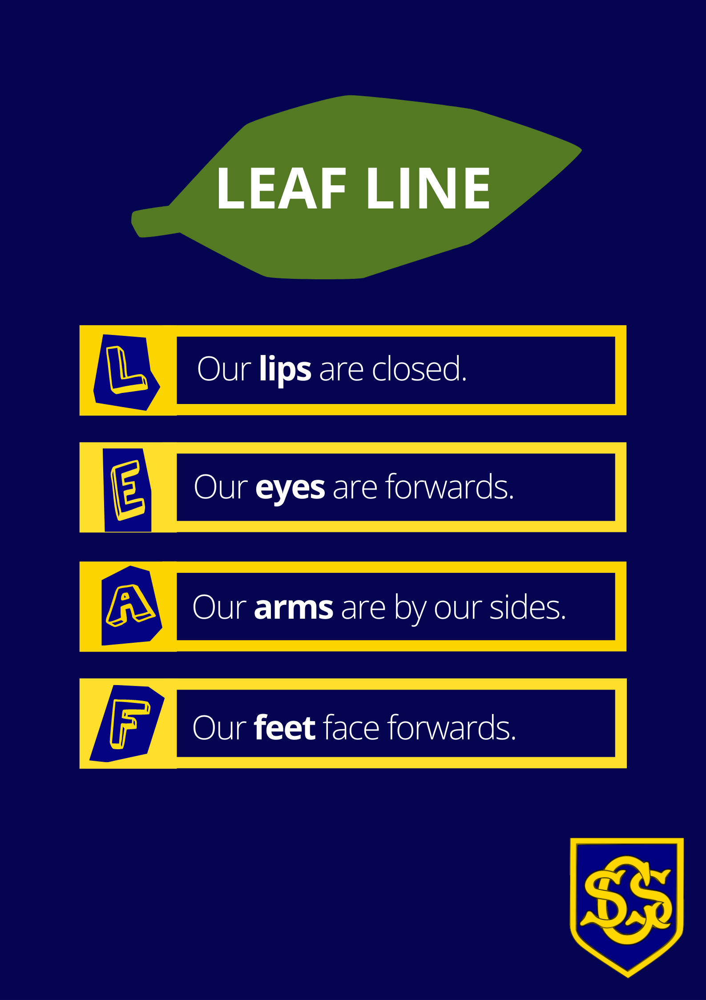 LEAF LINE
L
Our lips are closed.
E
Our eyes are forwards.
A
Our arms are by our sides.
F
Our feet face forwards.
SGS